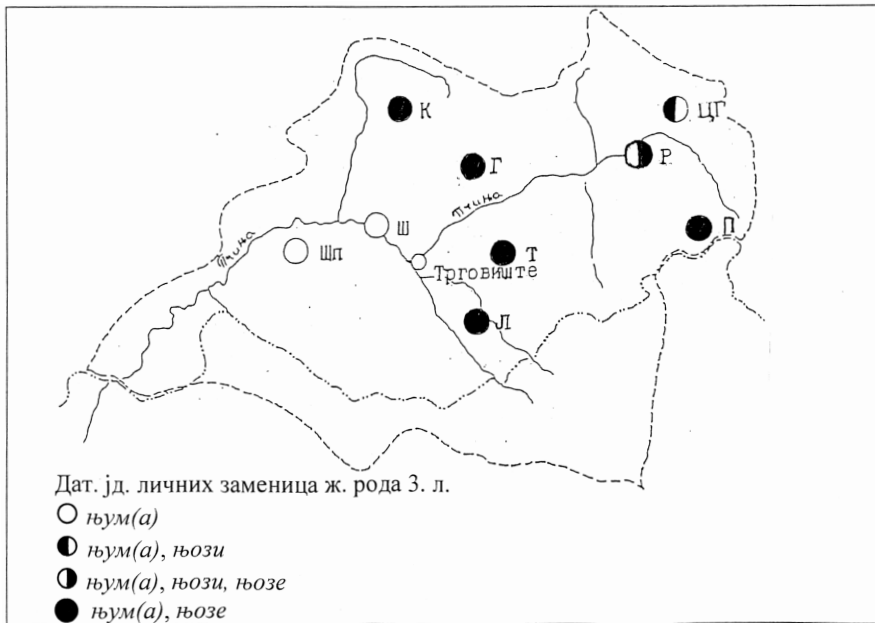 К
ЦГ
Г
Р
Пчиња
Ш
П
Пчиња
Шп
Т
Трговиште
Л
Дат. јд. личних заменица ж. рода 3. л.
њум(а)
њум(а), њози
њум(а), њози, њозе
њум(а), њозе